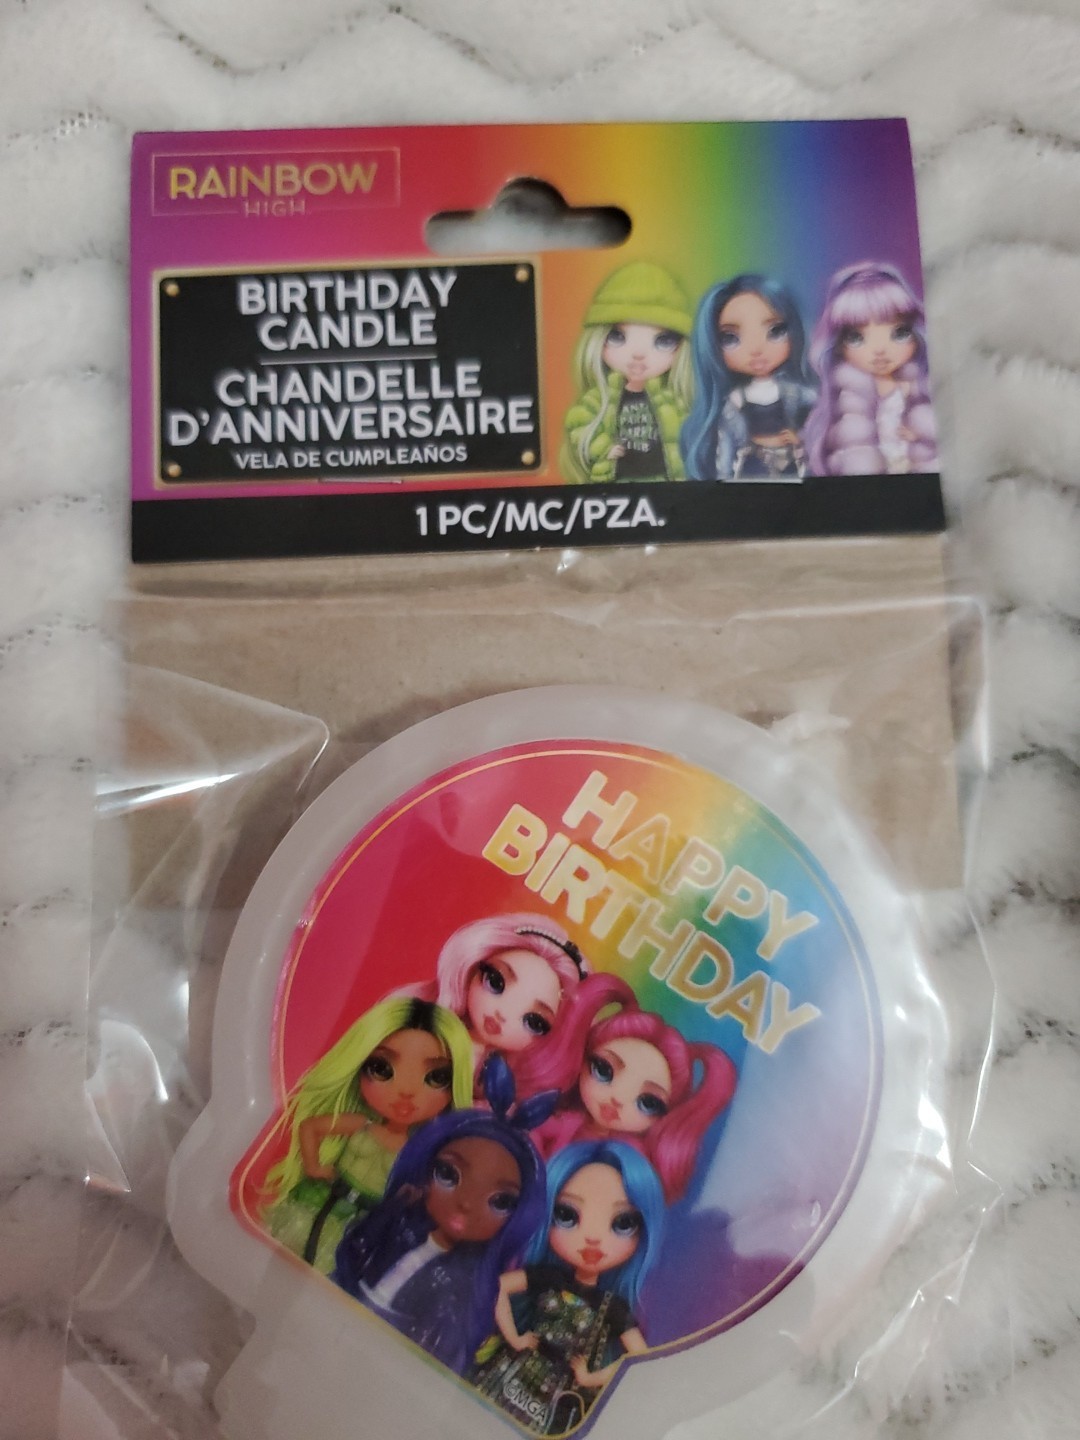 RAINBOW
HIGH
BIRTHDAY
CANDLE
CHANDELLE
D'ANNIVERSAIRE
VELA DE CUMPLEAÑOS
1 PC/MC/PZA.
HAPPY
BIRTHDAY
©MGA